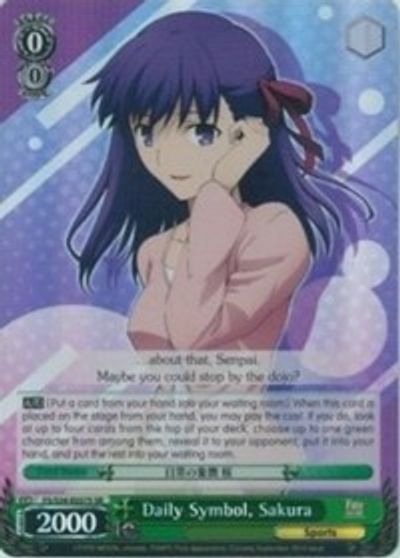 0
0
. . . about that, Senpai.
Maybe you could stop by the dojo?
AUTO [Put a card from your hand into your waiting room] When this card is
placed on the stage from your hand, you may pay the cost. If you do, look
at up to four cards from the top of your deck, choose up to one green
character from among them, reveal it to your opponent, put it into your
hand, and put the rest into your waiting room.
日常の象徴 桜
2000
Daily Symbol, Sakura
Sports